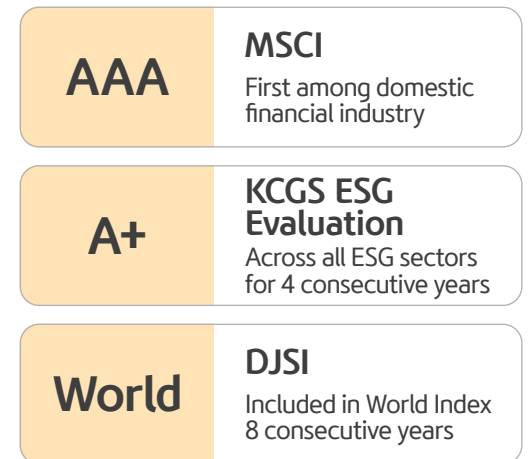 AAA
MSCI
First among domestic
financial industry
A+
KCGS ESG
Evaluation
Across all ESG sectors
for 4 consecutive years
World
DJSI
Included in World Index
8 consecutive years